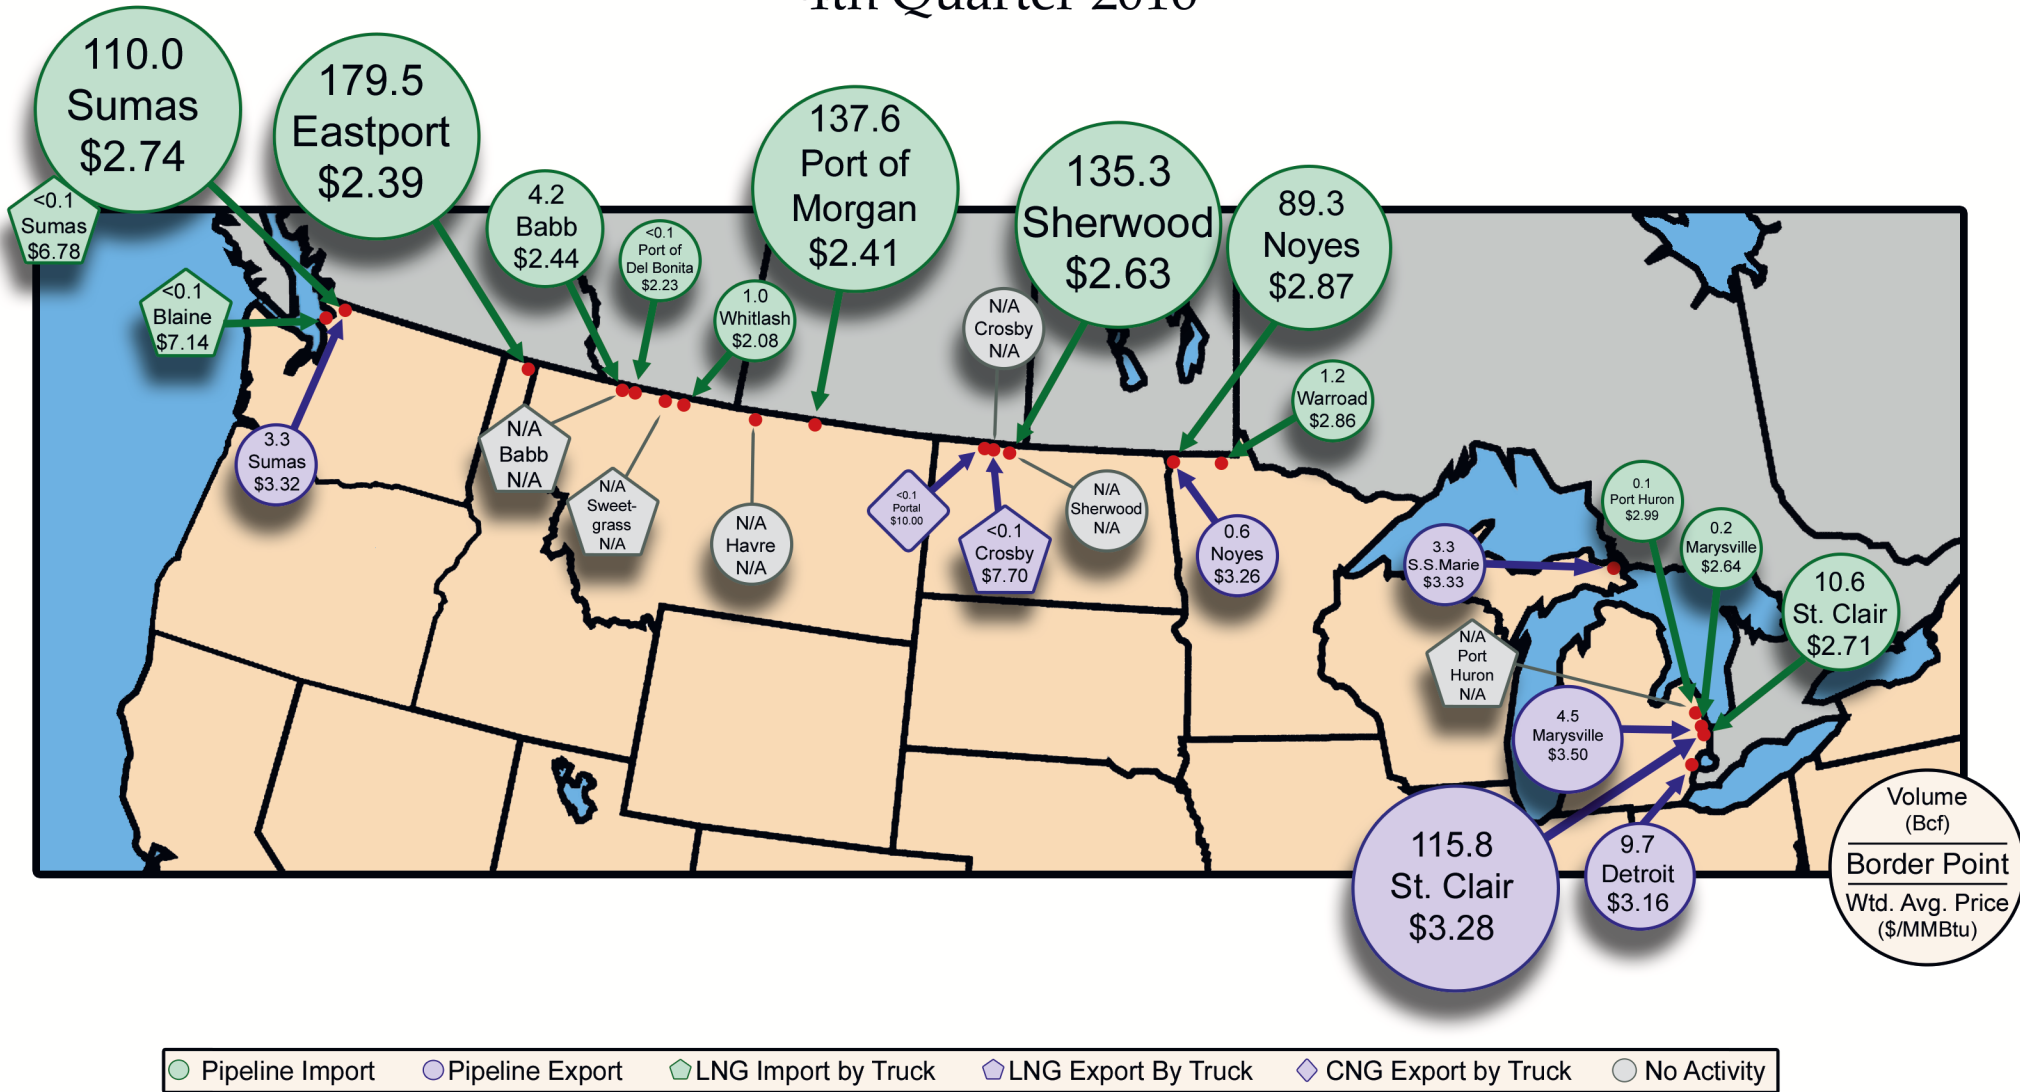 4th Quarter 2016
110.0
Sumas
$2.74
179.5
Eastport
$2.39
<0.1
Sumas
$6.78
<0.1
Blaine
$7.14
4.2
Babb
$2.44
<0.1
Port of
Del Bonita
$2.23
1.0
Whitlash
$2.08
137.6
Port of
Morgan
$2.41
N/A
Crosby
N/A
135.3
Sherwood
$2.63
89.3
Noyes
$2.87
1.2
Warroad
$2.86
3.3
Sumas
$3.32
N/A
Babb
N/A
N/A
Sweet-
grass
N/A
N/A
Havre
N/A
<0.1
Portal
$10.00
<0.1
Crosby
$7.70
N/A
Sherwood
N/A
0.6
Noyes
$3.26
3.3
S.S.Marie
$3.33
0.1
Port Huron
$2.99
0.2
Marysville
$2.64
10.6
St. Clair
$2.71
N/A
Port
Huron
N/A
4.5
Marysville
$3.50
115.8
St. Clair
$3.28
9.7
Detroit
$3.16
Volume
(Bcf)
Border Point
Wtd. Avg. Price
($/MMBtu)
Pipeline Import
Pipeline Export
LNG Import by Truck
LNG Export By Truck
CNG Export by Truck
No Activity